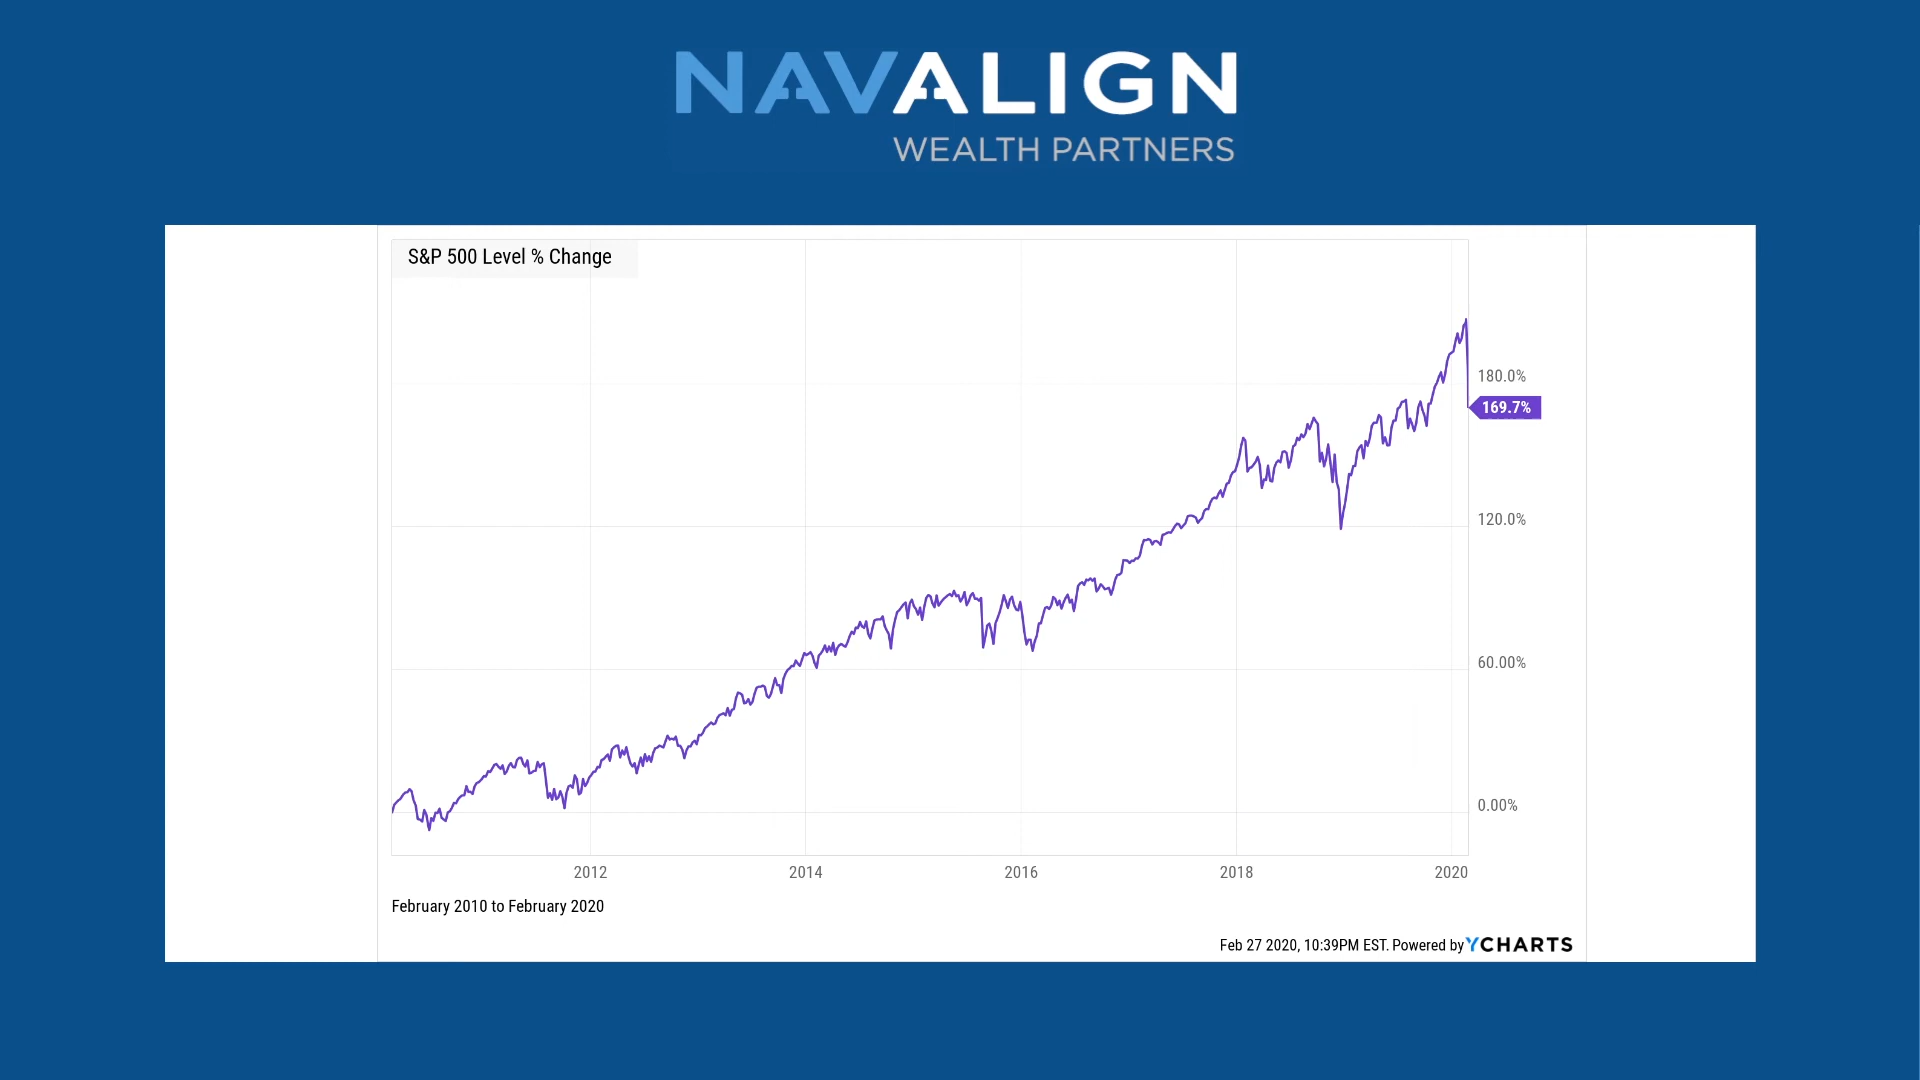 NAVALIGN
WEALTH PARTNERS
S&P 500 Level % Change
180.0%
169.7%
120.0%
60.00%
0.00%
2012 2014 2016 2018 2020
February 2010 to February 2020
Feb 27 2020, 10:39PM EST. Powered by YCHARTS